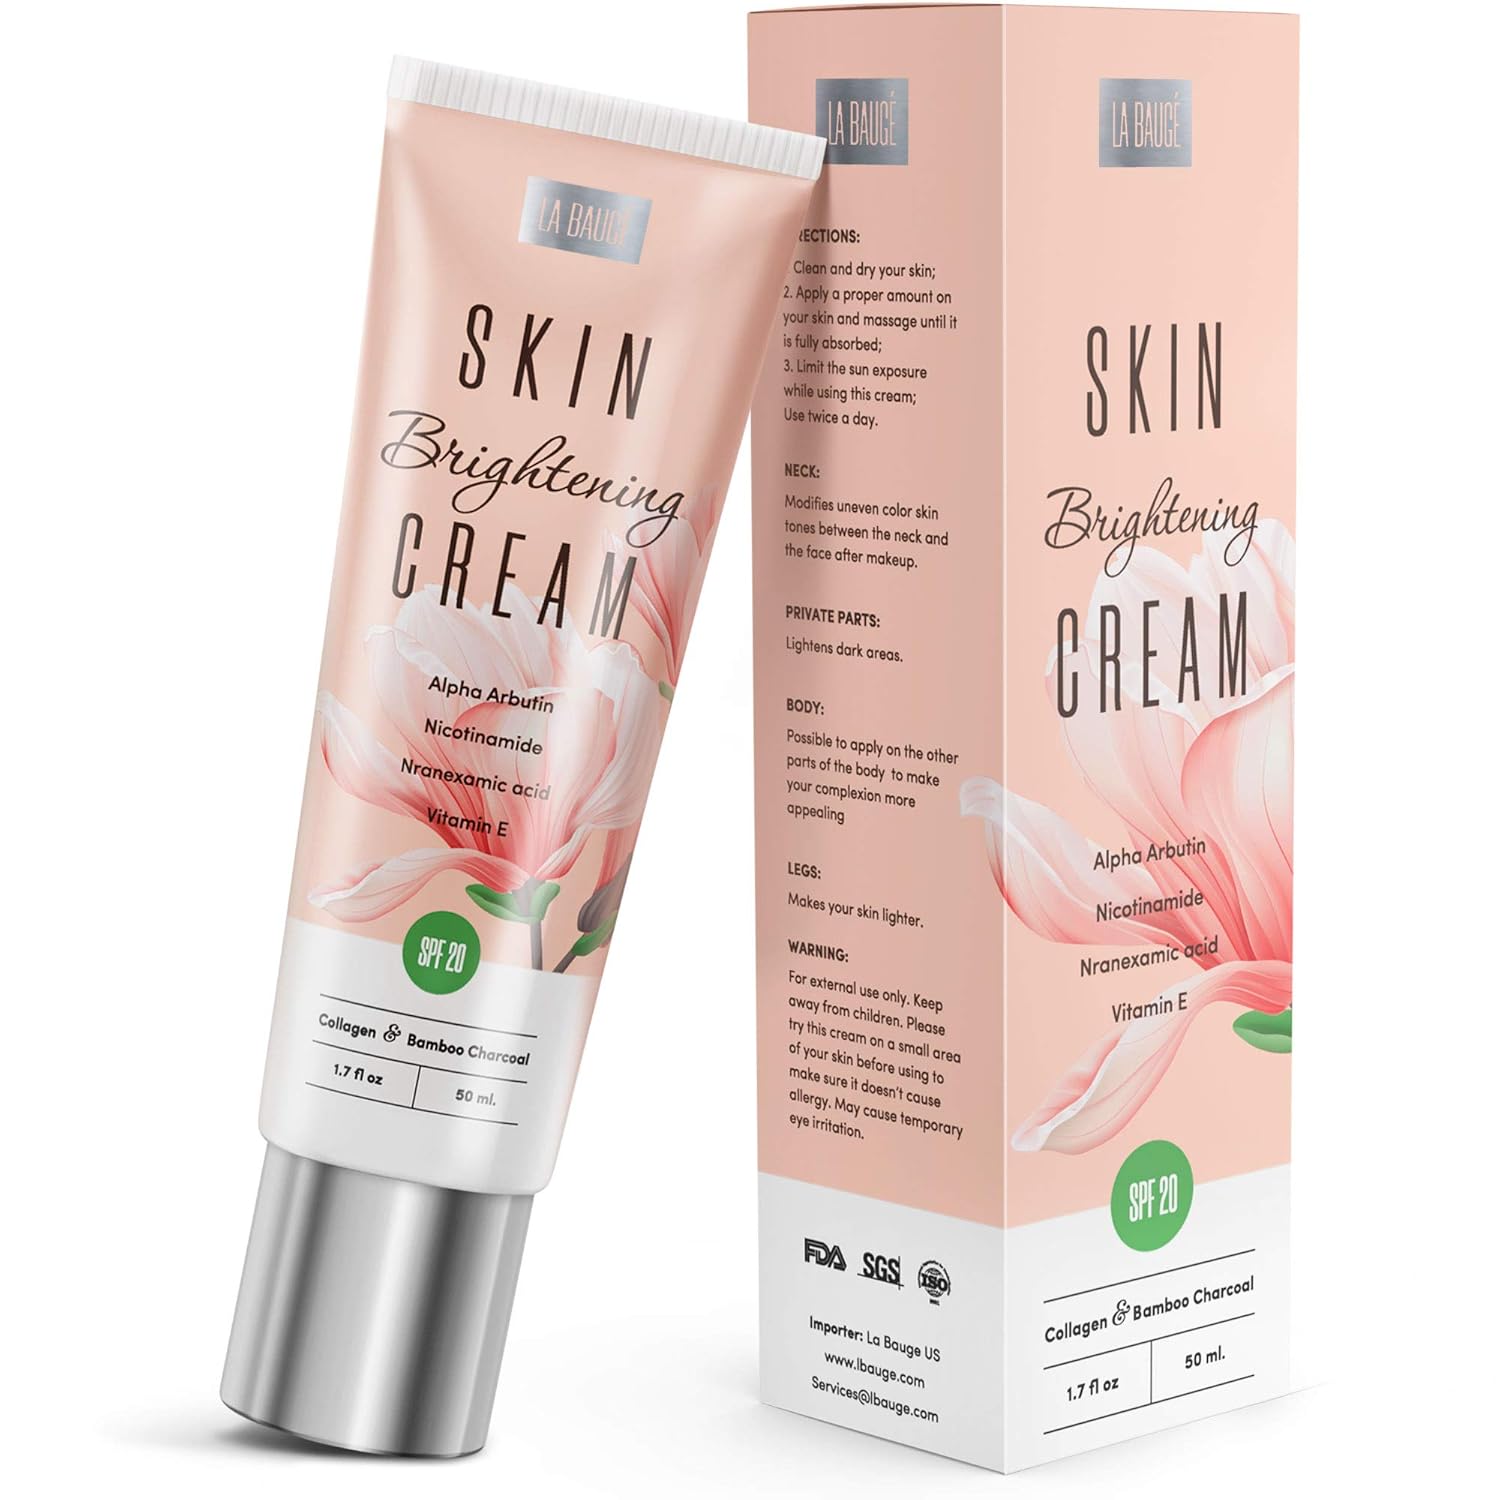 LA BAUGÉ
SKIN
Brightening
CREAM
Alpha Arbutin
Nicotinamide
Nranexamic acid
Vitamin E
SPF 20
Collagen & Bamboo Charcoal
1.7 fl oz
50 ml.
LA BAUGÉ
RECTIONS:
Clean and dry your skin;
2. Apply a proper amount on
your skin and massage until it
is fully absorbed;
3. Limit the sun exposure
while using this cream;
Use twice a day.
NECK:
Modifies uneven color skin
tones between the neck and
the face after makeup.
PRIVATE PARTS:
Lightens dark areas.
BODY:
Possible to apply on the other
parts of the body to make
your complexion more
appealing
LEGS:
Makes your skin lighter.
WARNING:
For external use only. Keep
away from children. Please
try this cream on a small area
of your skin before using to
make sure it doesn't cause
allergy. May cause temporary
eye irritation.
FDA SGS ISO
Importer: La Bauge US
www.lbauge.com
Services@lbauge.com
LA BAUGÉ
SKIN
Brightening
CREAM
Alpha Arbutin
Nicotinamide
Nranexamic acid
Vitamin E
SPF 20
Collagen & Bamboo Charcoal
1.7 fl oz
50 ml.